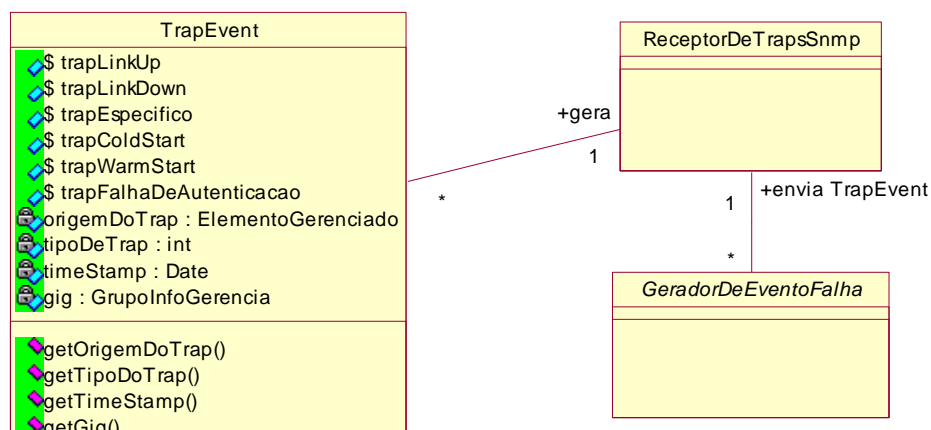 TrapEvent
$ trapLinkUp
$ trapLinkDown
$ trapEspecifico
$ trapColdStart
$ trapWarmStart
$ trapFalhaDeAutenticacao
origemDoTrap : ElementoGerenciado
tipoDeTrap : int
timeStamp : Date
gig : GrupoInfoGerencia
getOrigemDoTrap()
getTipoDoTrap()
getTimeStamp()
getGig()
ReceptorDeTrapsSnmp
+gera
1
*
+envia TrapEvent
1
*
GeradorDeEventoFalha